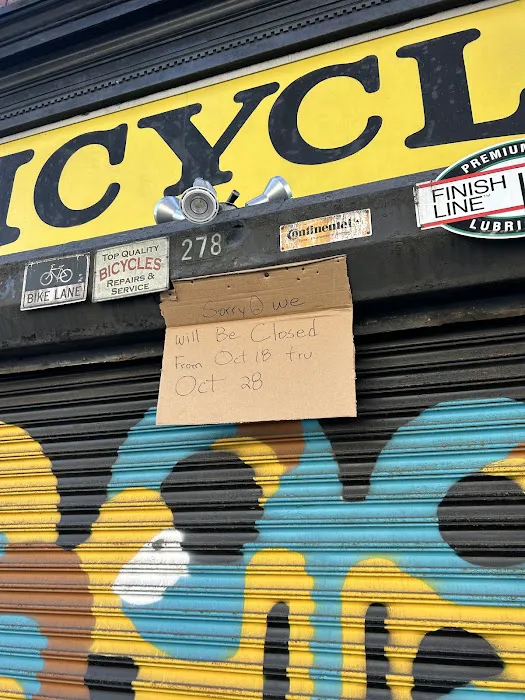 ICYCL
PREMIUM
FINISH
LINE
LUBRI
Continental
278
TOP QUALITY
BICYCLES
REPAIRS &
SERVICE
BIKE LANE
Sorry ☹ We
Will Be Closed
From Oct 18 tru
Oct 28